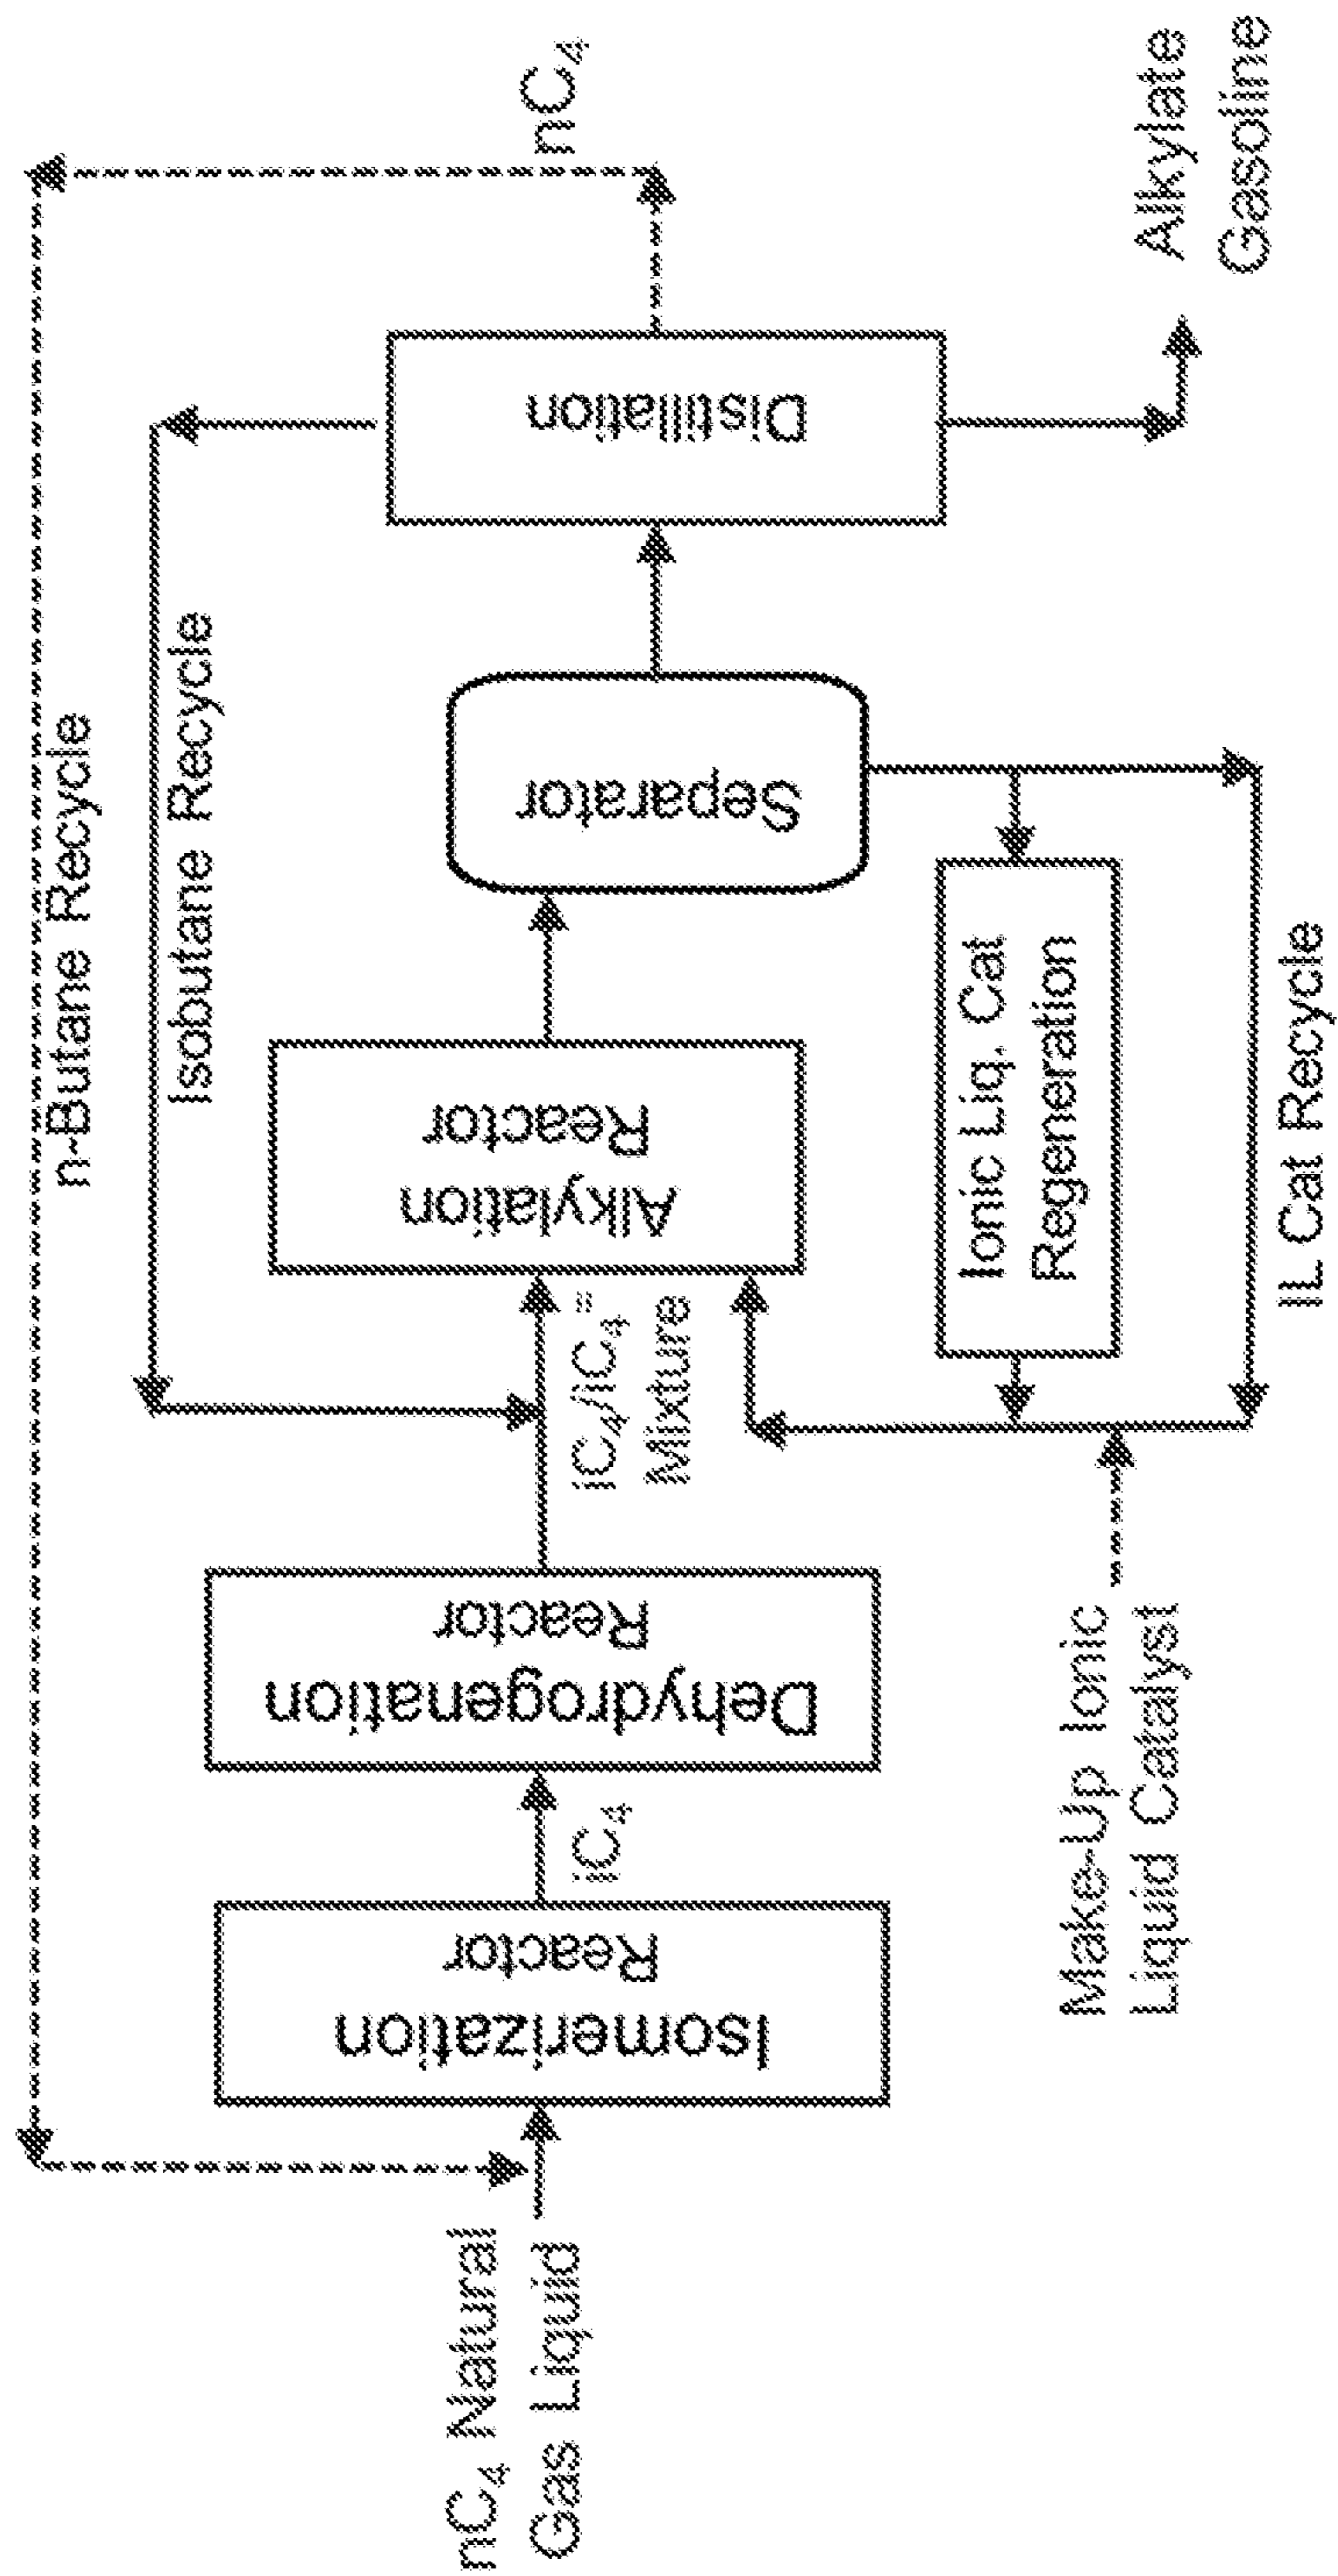 n-Butane Recycle
Isobutane Recycle
nC₄ Natural
Gas Liquid
Isomerization
Reactor
iC₄
Dehydrogenation
Reactor
iC₄/iC₄⁼
Mixture
Alkylation
Reactor
Separator
Distillation
nC₄
Make-Up Ionic
Liquid Catalyst
Ionic Liq. Cat
Regeneration
IL Cat Recycle
Alkylate
Gasoline